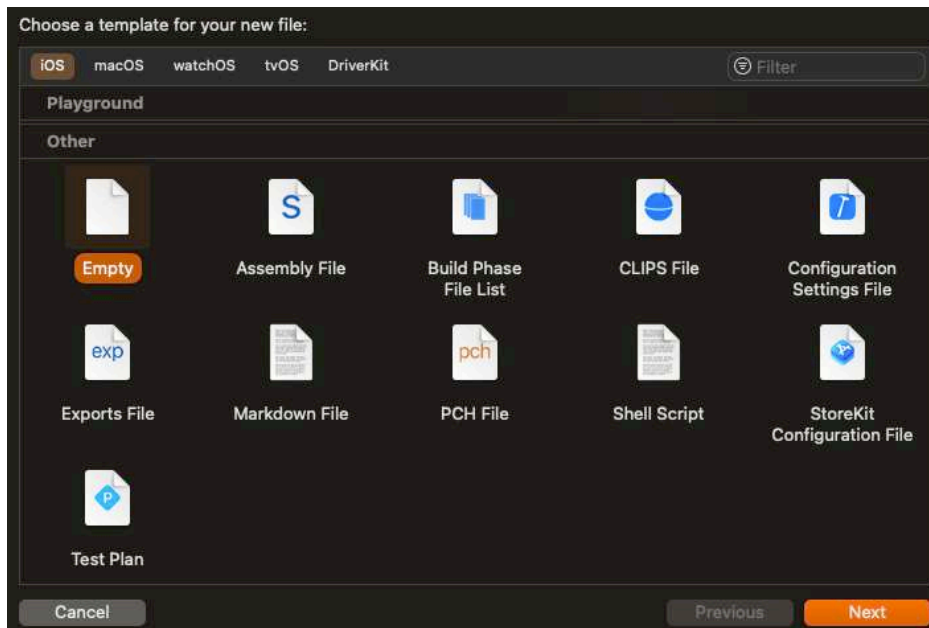 Choose a template for your new file:
iOS macOS watchOS tvOS DriverKit Filter
Playground
Other
S
Empty Assembly File Build Phase CLIPS File Configuration
File List Settings File
exp pch
Exports File Markdown File PCH File Shell Script StoreKit
Configuration File
P
Test Plan
Cancel Previous Next